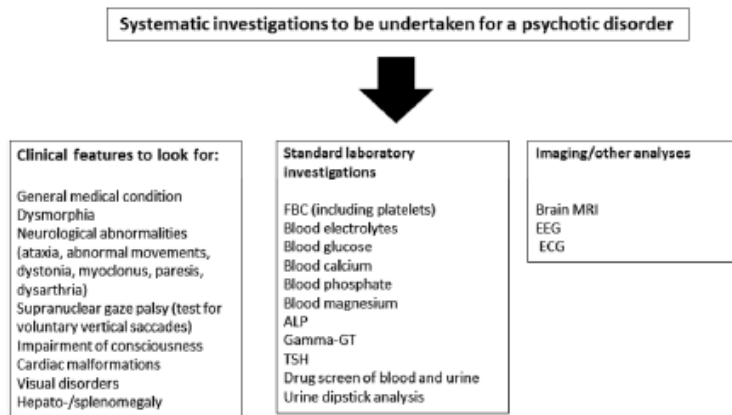 Systematic investigations to be undertaken for a psychotic disorder
Clinical features to look for:
General medical condition
Dysmorphia
Neurological abnormalities
(ataxia, abnormal movements,
dystonia, myoclonus, paresis,
dysarthria)
Supranuclear gaze palsy (test for
voluntary vertical saccades)
Impairment of consciousness
Cardiac malformations
Visual disorders
Hepato-/splenomegaly
Standard laboratory
investigations
FBC (including platelets)
Blood electrolytes
Blood glucose
Blood calcium
Blood phosphate
Blood magnesium
ALP
Gamma-GT
TSH
Drug screen of blood and urine
Urine dipstick analysis
Imaging/other analyses
Brain MRI
EEG
ECG